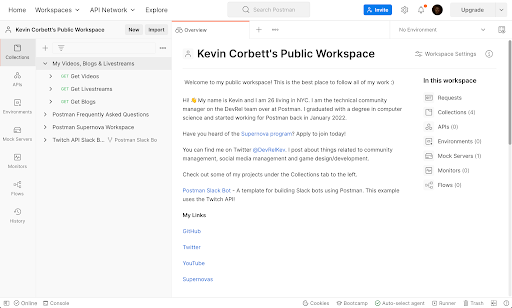 Home Workspaces API Network Explore
Search Postman
Invite
Upgrade
Kevin Corbett's Public Workspace
New Import
Overview
No Environment
Collections
APIs
Environments
Mock Servers
Monitors
Flows
History
My Videos, Blogs & Livestreams
GET Get Videos
GET Get Livestreams
GET Get Blogs
Postman Frequently Asked Questions
Postman Supernova Workspace
Twitch API Slack B... Postman Slack Bo
Kevin Corbett's Public Workspace
Workspace Settings
Welcome to my public workspace! This is the best place to follow all of my work :)
Hi! 👋 My name is Kevin and I am 26 living in NYC. I am the technical community manager
on the DevRel team over at Postman. I graduated with a degree in computer
science and started working for Postman back in January 2022.
Have you heard of the Supernova program? Apply to join today!
You can find me on Twitter @DevRelKev. I post about things related to community
management, social media management and game design/development.
Check out some of my projects under the Collections tab to the left.
Postman Slack Bot - A template for building Slack bots using Postman. This example
uses the Twitch API!
My Links
GitHub
Twitter
YouTube
Supernovas
In this workspace
Requests
Collections (4)
APIs (0)
Environments (0)
Mock Servers (1)
Monitors (0)
Flows (0)
Online Console
Cookies Bootcamp Auto-select agent Runner Trash